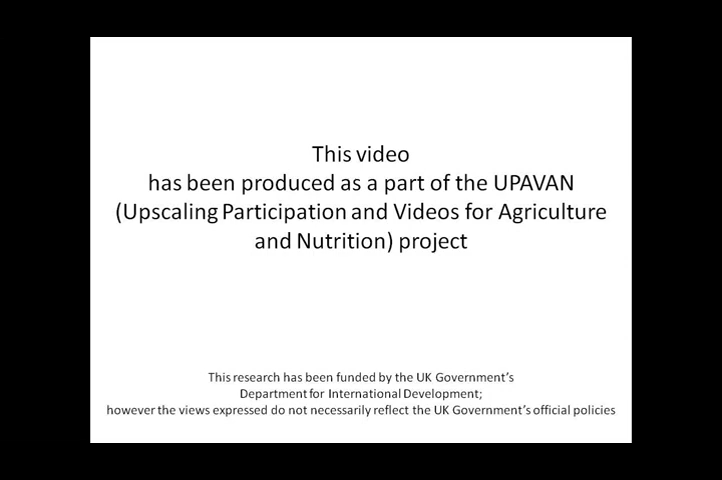 This video
has been produced as a part of the UPAVAN
(Upscaling Participation and Videos for Agriculture
and Nutrition) project
This research has been funded by the UK Government's
Department for International Development;
however the views expressed do not necessarily reflect the UK Government's official policies